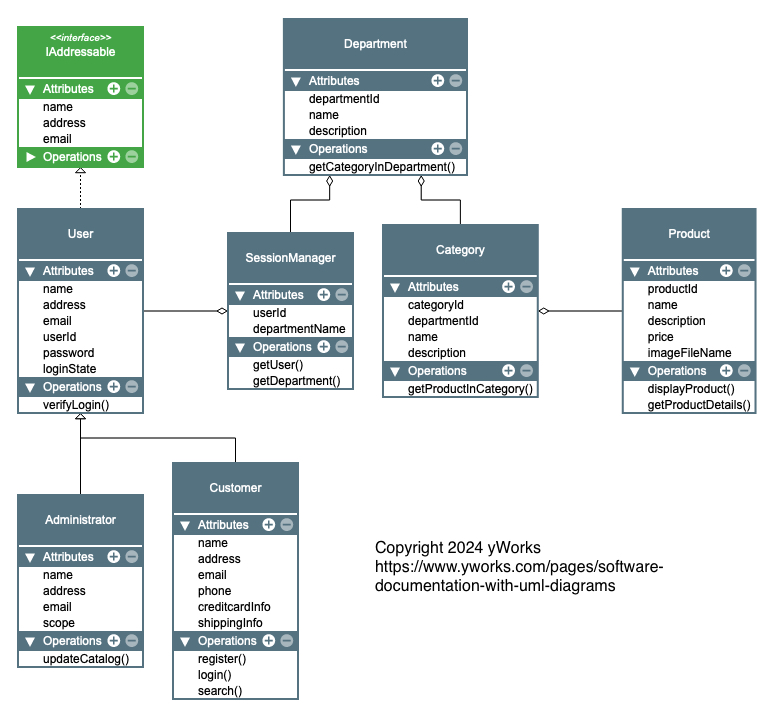 <<interface>>
IAddressable
Attributes
name
address
email
Operations
Department
Attributes
departmentId
name
description
Operations
getCategoryInDepartment()
User
Attributes
name
address
email
userId
password
loginState
Operations
verifyLogin()
SessionManager
Attributes
userId
departmentName
Operations
getUser()
getDepartment()
Category
Attributes
categoryId
departmentId
name
description
Operations
getProductInCategory()
Product
Attributes
productId
name
description
price
imageFileName
Operations
displayProduct()
getProductDetails()
Administrator
Attributes
name
address
email
scope
Operations
updateCatalog()
Customer
Attributes
name
address
email
phone
creditcardInfo
shippingInfo
Operations
register()
login()
search()
Copyright 2024 yWorks
https://www.yworks.com/pages/software-
documentation-with-uml-diagrams